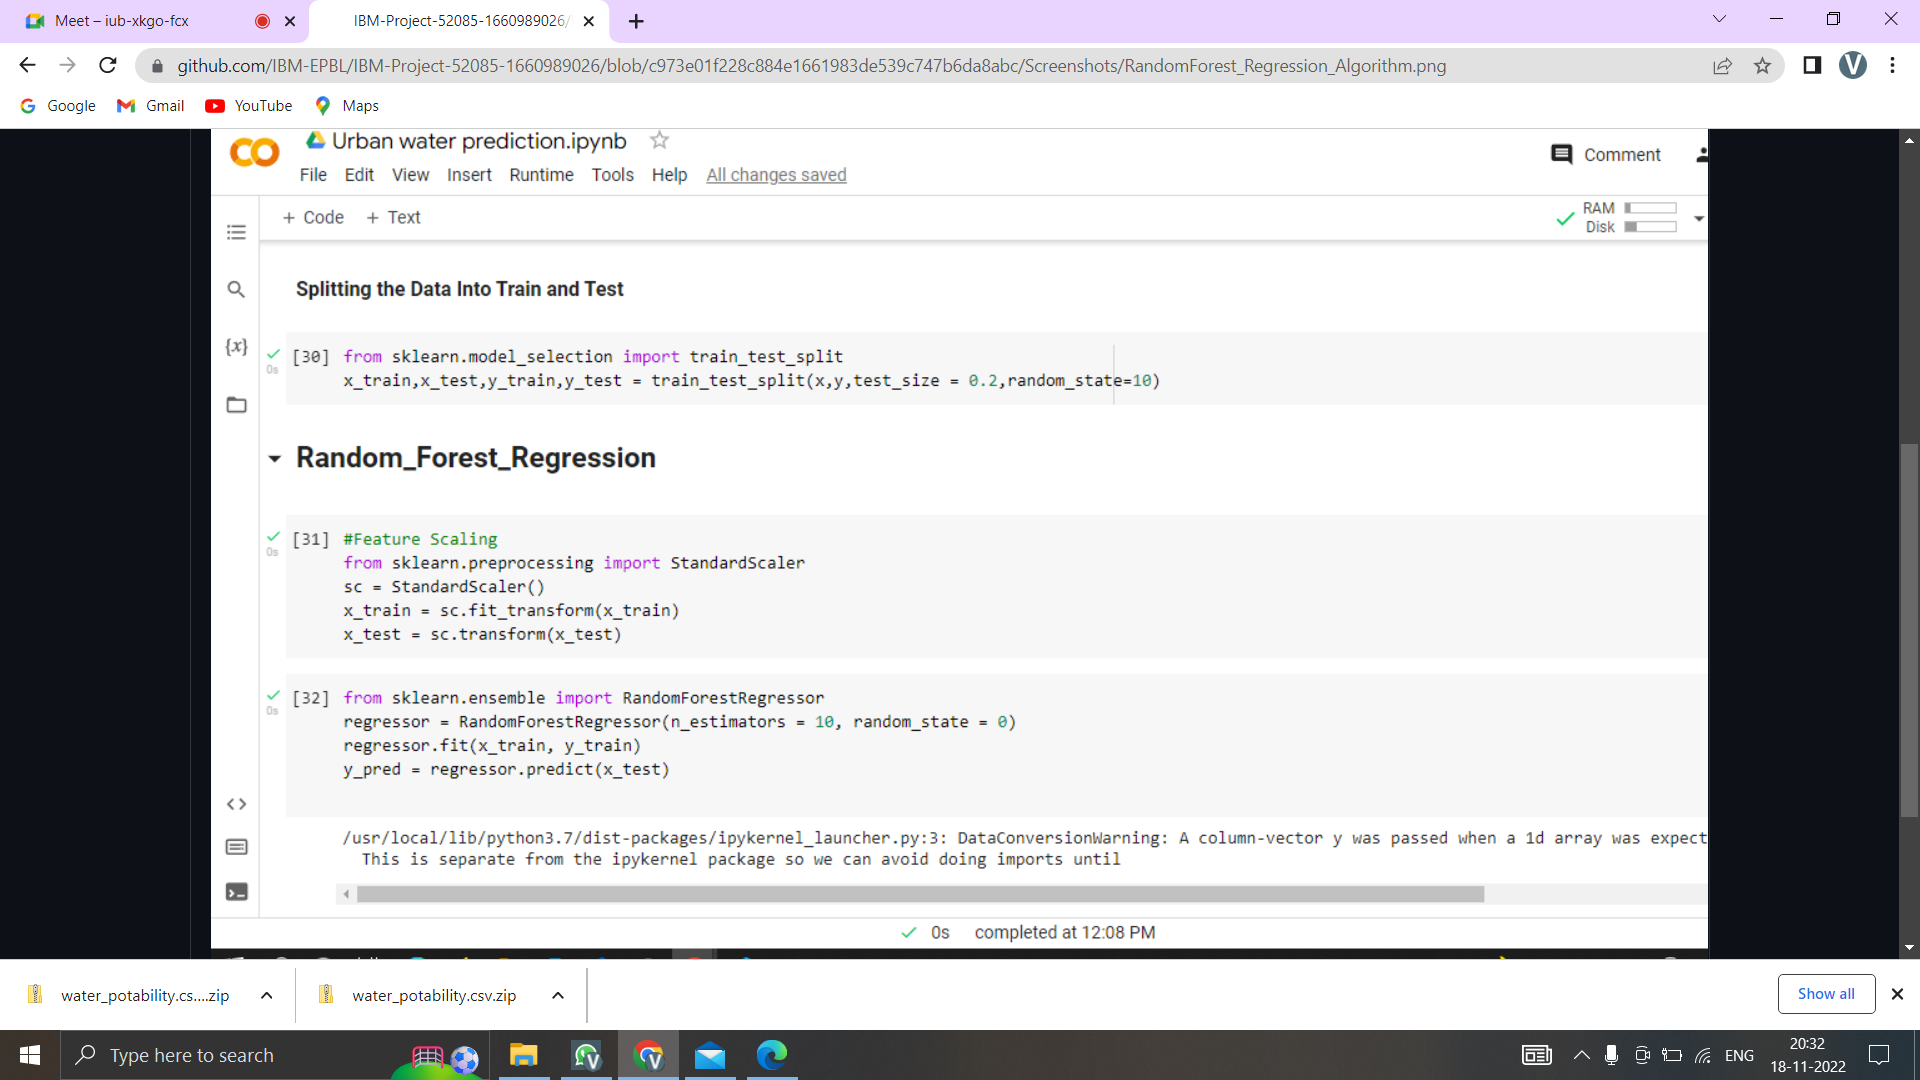 Meet – iub-xkgo-fcx
IBM-Project-52085-1660989026/
github.com/IBM-EPBL/IBM-Project-52085-1660989026/blob/c973e01f228c884e1661983de539c747b6da8abc/Screenshots/RandomForest_Regression_Algorithm.png
V
Google Gmail YouTube Maps
Urban water prediction.ipynb
File Edit View Insert Runtime Tools Help All changes saved
Comment
+ Code + Text
RAM
Disk
Splitting the Data Into Train and Test
{x}
0s
[30] from sklearn.model_selection import train_test_split
x_train,x_test,y_train,y_test = train_test_split(x,y,test_size = 0.2,random_state=10)
Random_Forest_Regression
0s
[31] #Feature Scaling
from sklearn.preprocessing import StandardScaler
sc = StandardScaler()
x_train = sc.fit_transform(x_train)
x_test = sc.transform(x_test)
0s
[32] from sklearn.ensemble import RandomForestRegressor
regressor = RandomForestRegressor(n_estimators = 10, random_state = 0)
regressor.fit(x_train, y_train)
y_pred = regressor.predict(x_test)
/usr/local/lib/python3.7/dist-packages/ipykernel_launcher.py:3: DataConversionWarning: A column-vector y was passed when a 1d array was expect
This is separate from the ipykernel package so we can avoid doing imports until
0s completed at 12:08 PM
water_potability.cs....zip
water_potability.csv.zip
Show all
Type here to search
ENG
20:32
18-11-2022